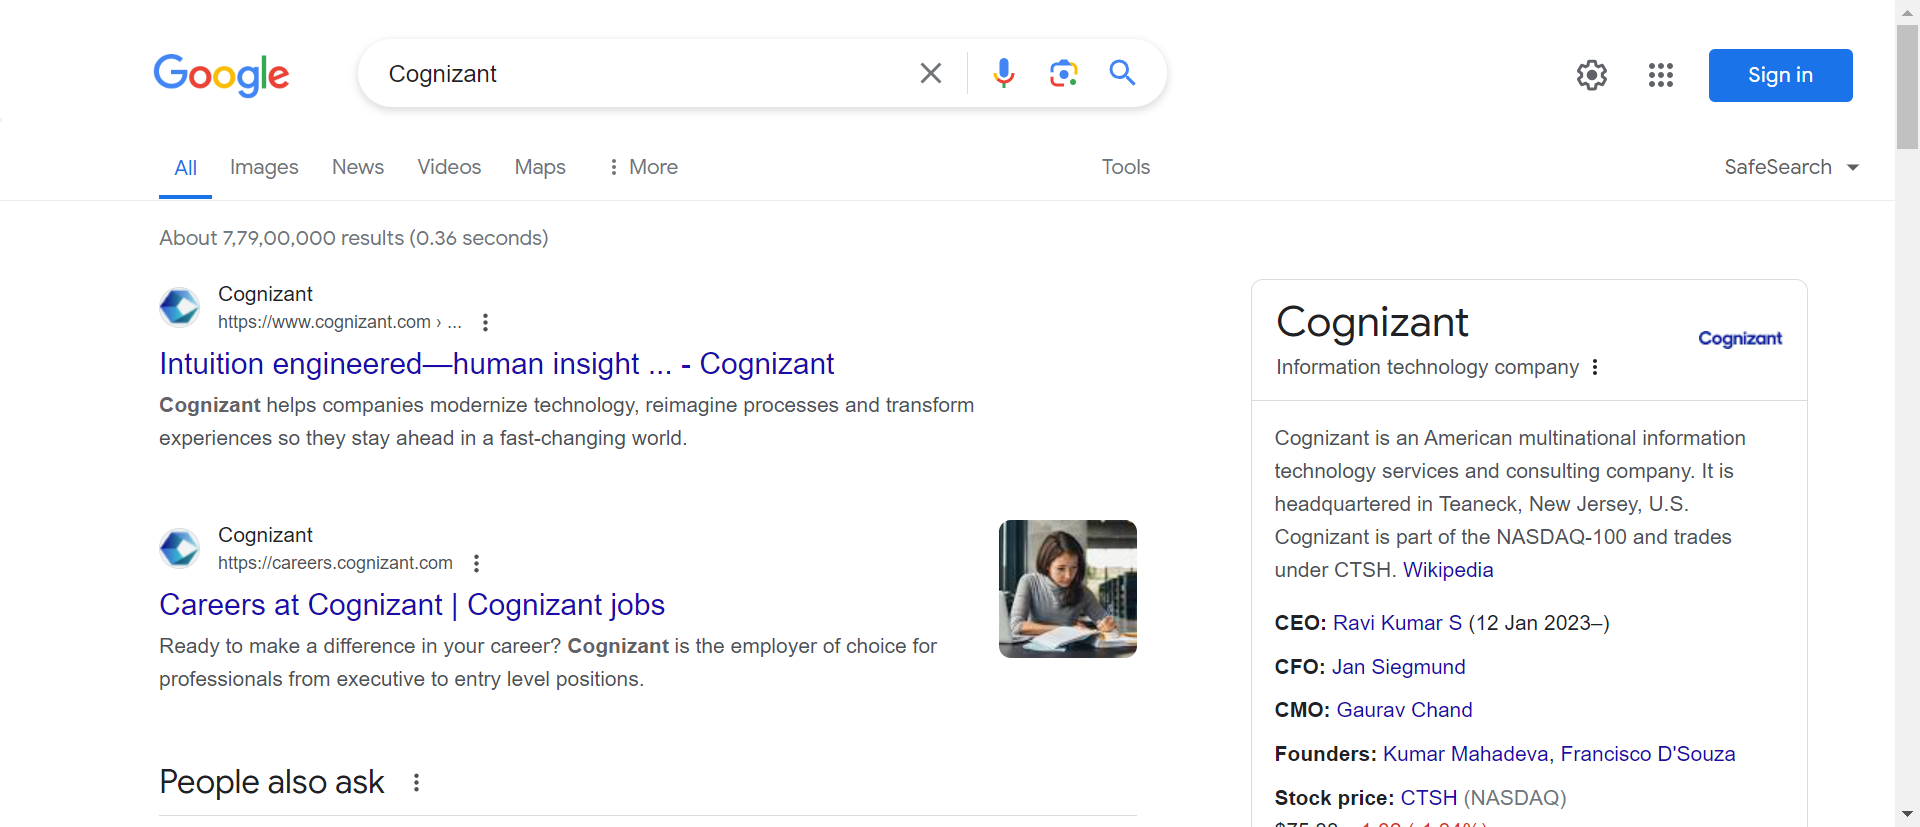 Google
Cognizant
Sign in
All
Images
News
Videos
Maps
More
Tools
SafeSearch
About 7,79,00,000 results (0.36 seconds)
Cognizant
https://www.cognizant.com › ...
Intuition engineered—human insight ... - Cognizant
Cognizant helps companies modernize technology, reimagine processes and transform
experiences so they stay ahead in a fast-changing world.
Cognizant
https://careers.cognizant.com
Careers at Cognizant | Cognizant jobs
Ready to make a difference in your career? Cognizant is the employer of choice for
professionals from executive to entry level positions.
People also ask
Cognizant
Cognizant
Information technology company
Cognizant is an American multinational information
technology services and consulting company. It is
headquartered in Teaneck, New Jersey, U.S.
Cognizant is part of the NASDAQ-100 and trades
under CTSH. Wikipedia
CEO: Ravi Kumar S (12 Jan 2023–)
CFO: Jan Siegmund
CMO: Gaurav Chand
Founders: Kumar Mahadeva, Francisco D'Souza
Stock price: CTSH (NASDAQ)